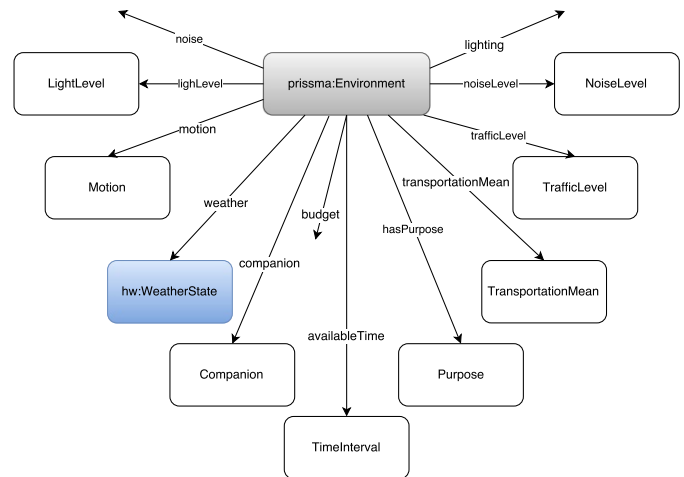 noise
lighting
LightLevel
lighLevel
prissma:Environment
noiseLevel
NoiseLevel
motion
trafficLevel
Motion
transportationMean
TrafficLevel
weather
budget
hasPurpose
companion
hw:WeatherState
TransportationMean
availableTime
Companion
Purpose
TimeInterval